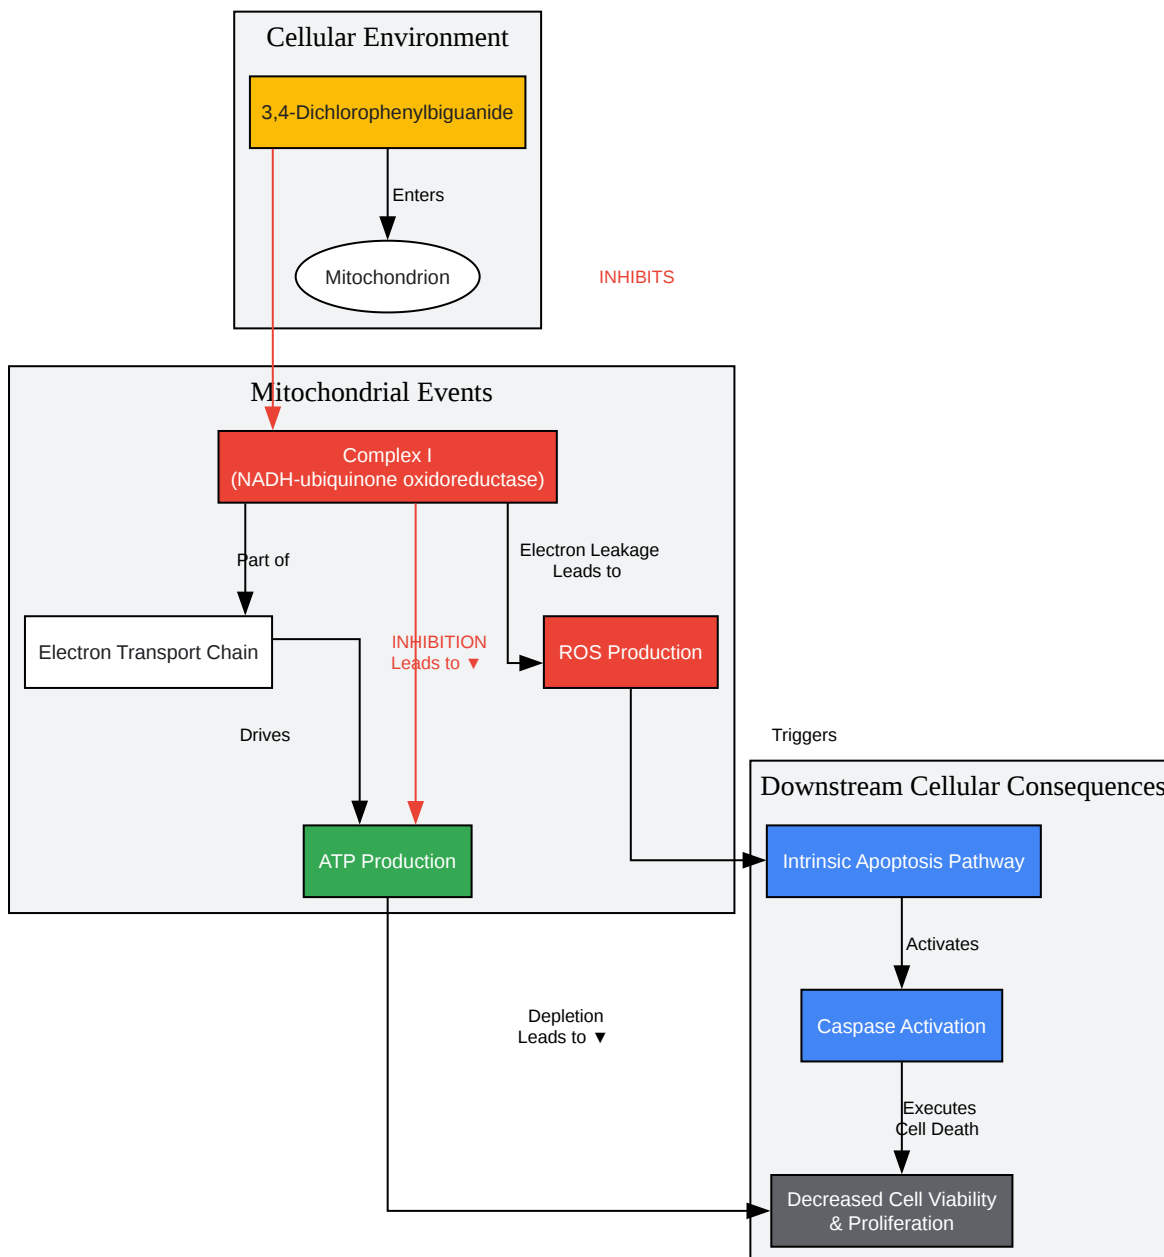 Cellular Environment
3,4-Dichlorophenylbiguanide
Enters
Mitochondrion
INHIBITS
Mitochondrial Events
Complex I
(NADH-ubiquinone oxidoreductase)
Part of
Electron Leakage
Leads to
Electron Transport Chain
INHIBITION
Leads to ▼
ROS Production
Drives
Triggers
Downstream Cellular Consequences
ATP Production
Intrinsic Apoptosis Pathway
Activates
Depletion
Leads to ▼
Caspase Activation
Executes
Cell Death
Decreased Cell Viability
& Proliferation